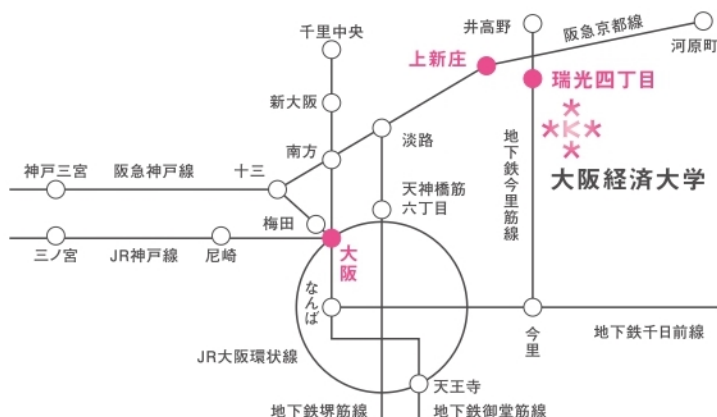 千里中央
井高野
阪急京都線
河原町
上新庄
瑞光四丁目
新大阪
淡路
南方
K
大阪経済大学
地下鉄今里筋線
神戸三宮
阪急神戸線
十三
天神橋筋
六丁目
梅田
大阪
三ノ宮
JR神戸線
尼崎
なんば
今里
地下鉄千日前線
JR大阪環状線
天王寺
地下鉄堺筋線
地下鉄御堂筋線